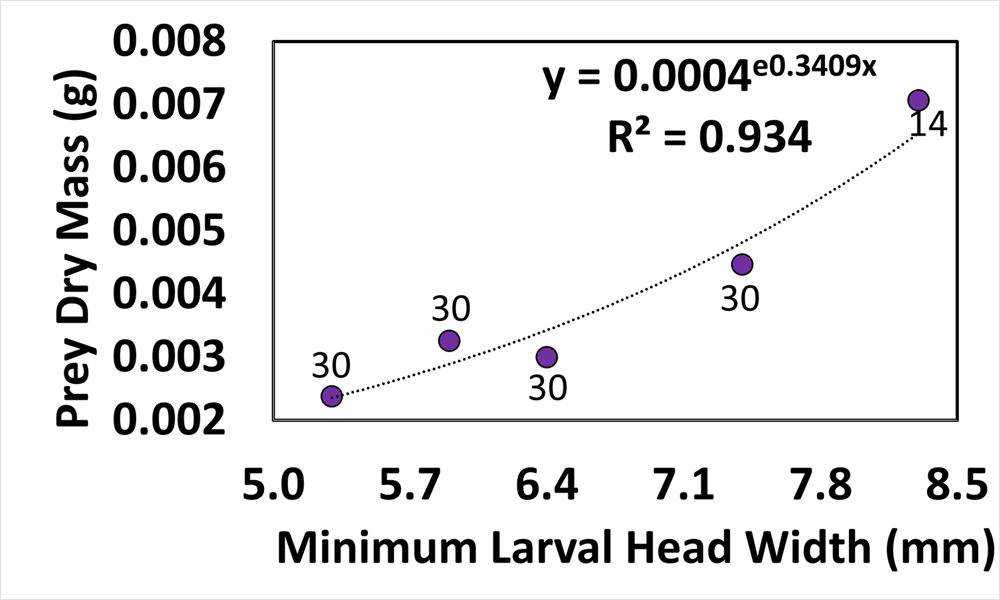 0.008
0.007
0.006
0.005
0.004
0.003
0.002
Prey Dry Mass (g)
y = 0.0004e0.3409x
R² = 0.934
14
30
30
30
30
5.0 5.7 6.4 7.1 7.8 8.5
Minimum Larval Head Width (mm)